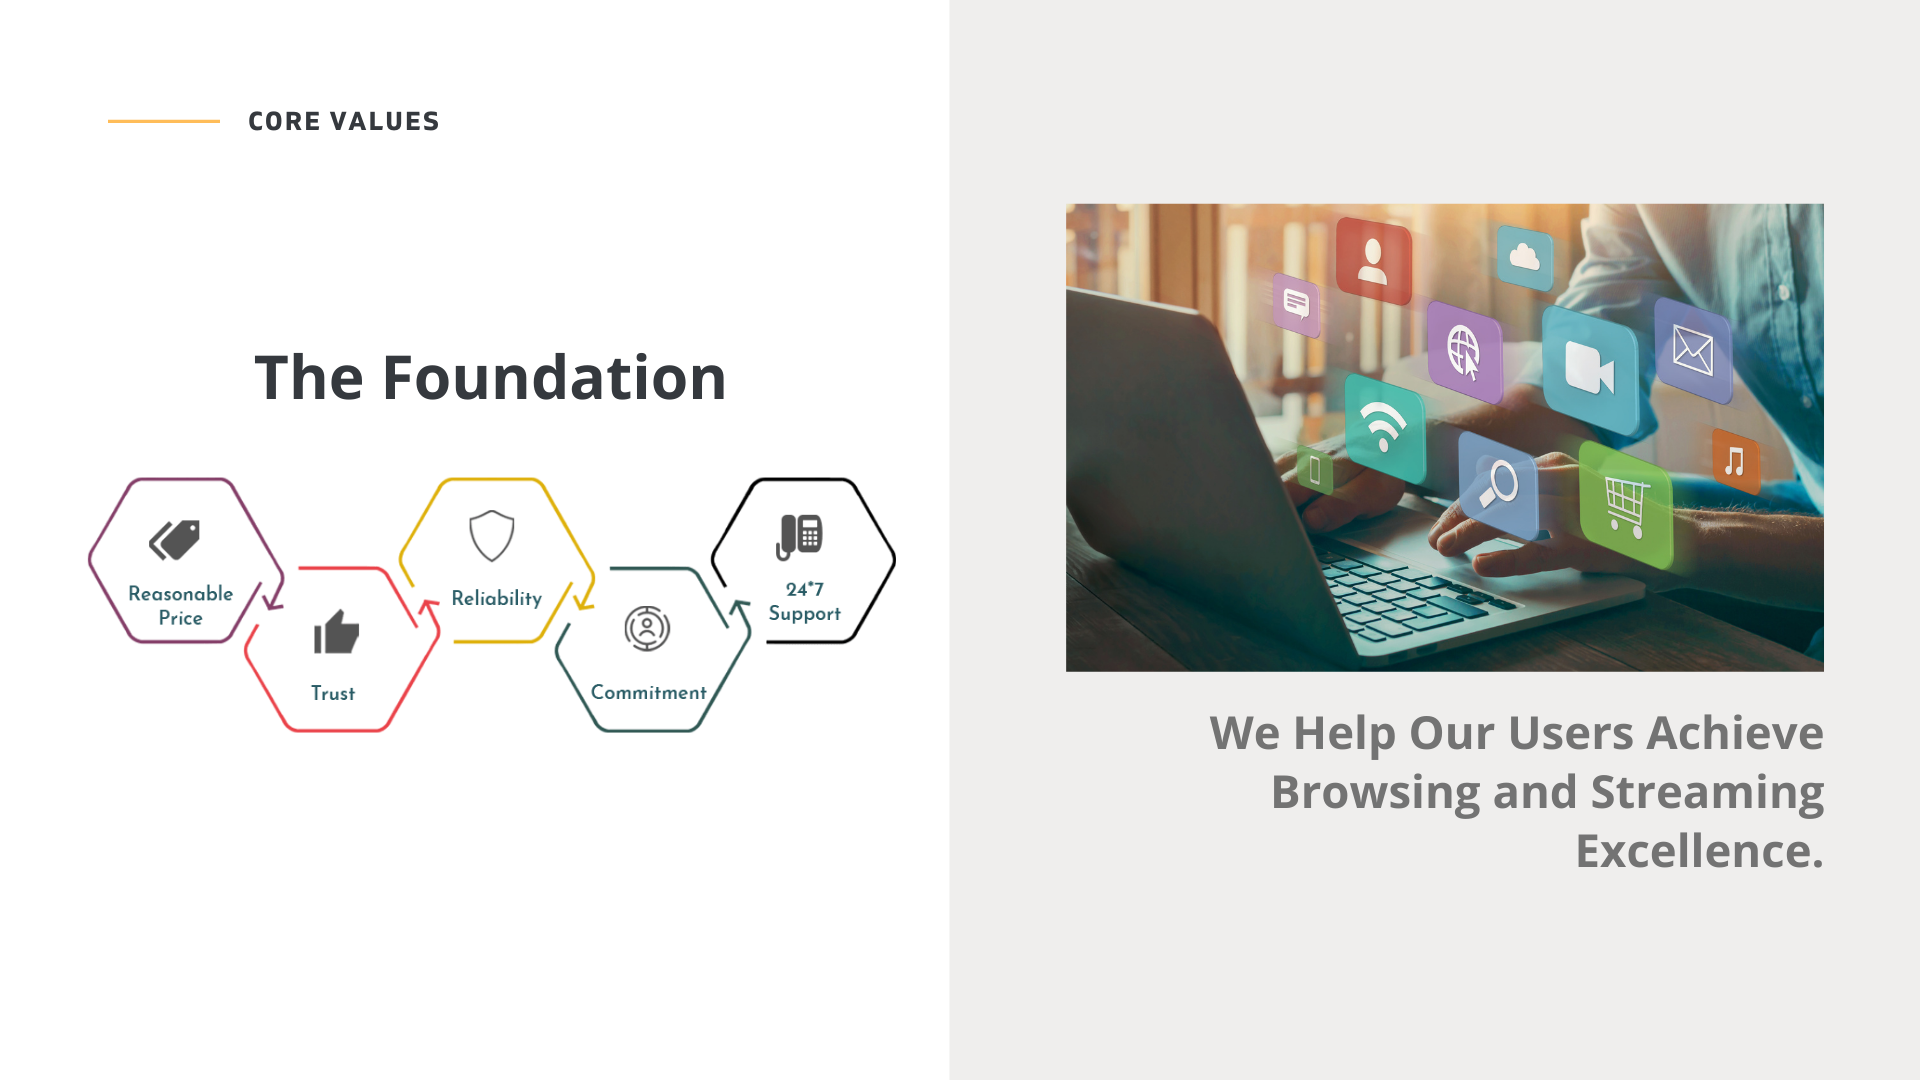 CORE VALUES
The Foundation
Reasonable
Price
Trust
Reliability
Commitment
24*7
Support
We Help Our Users Achieve
Browsing and Streaming
Excellence.